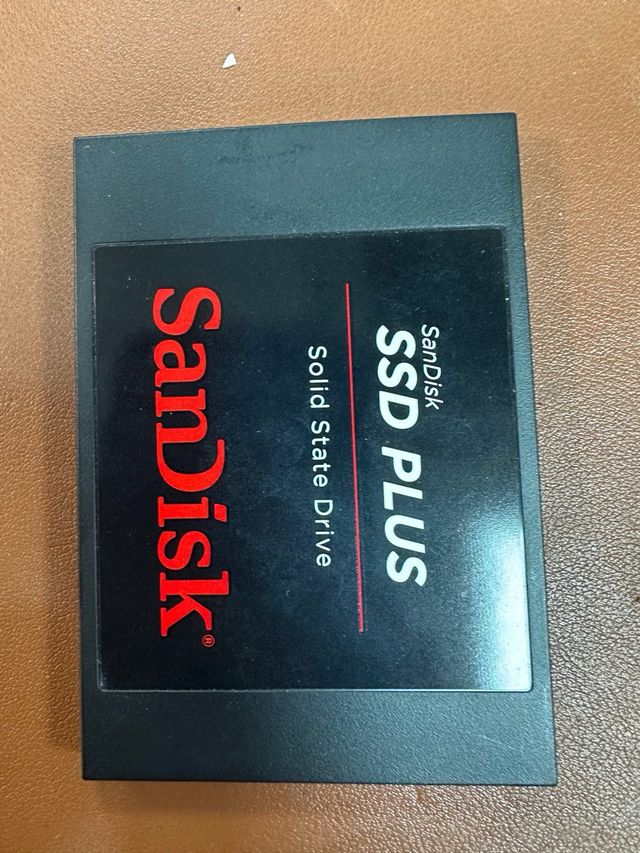 SanDisk
SSD PLUS
Solid State Drive
SanDisk®